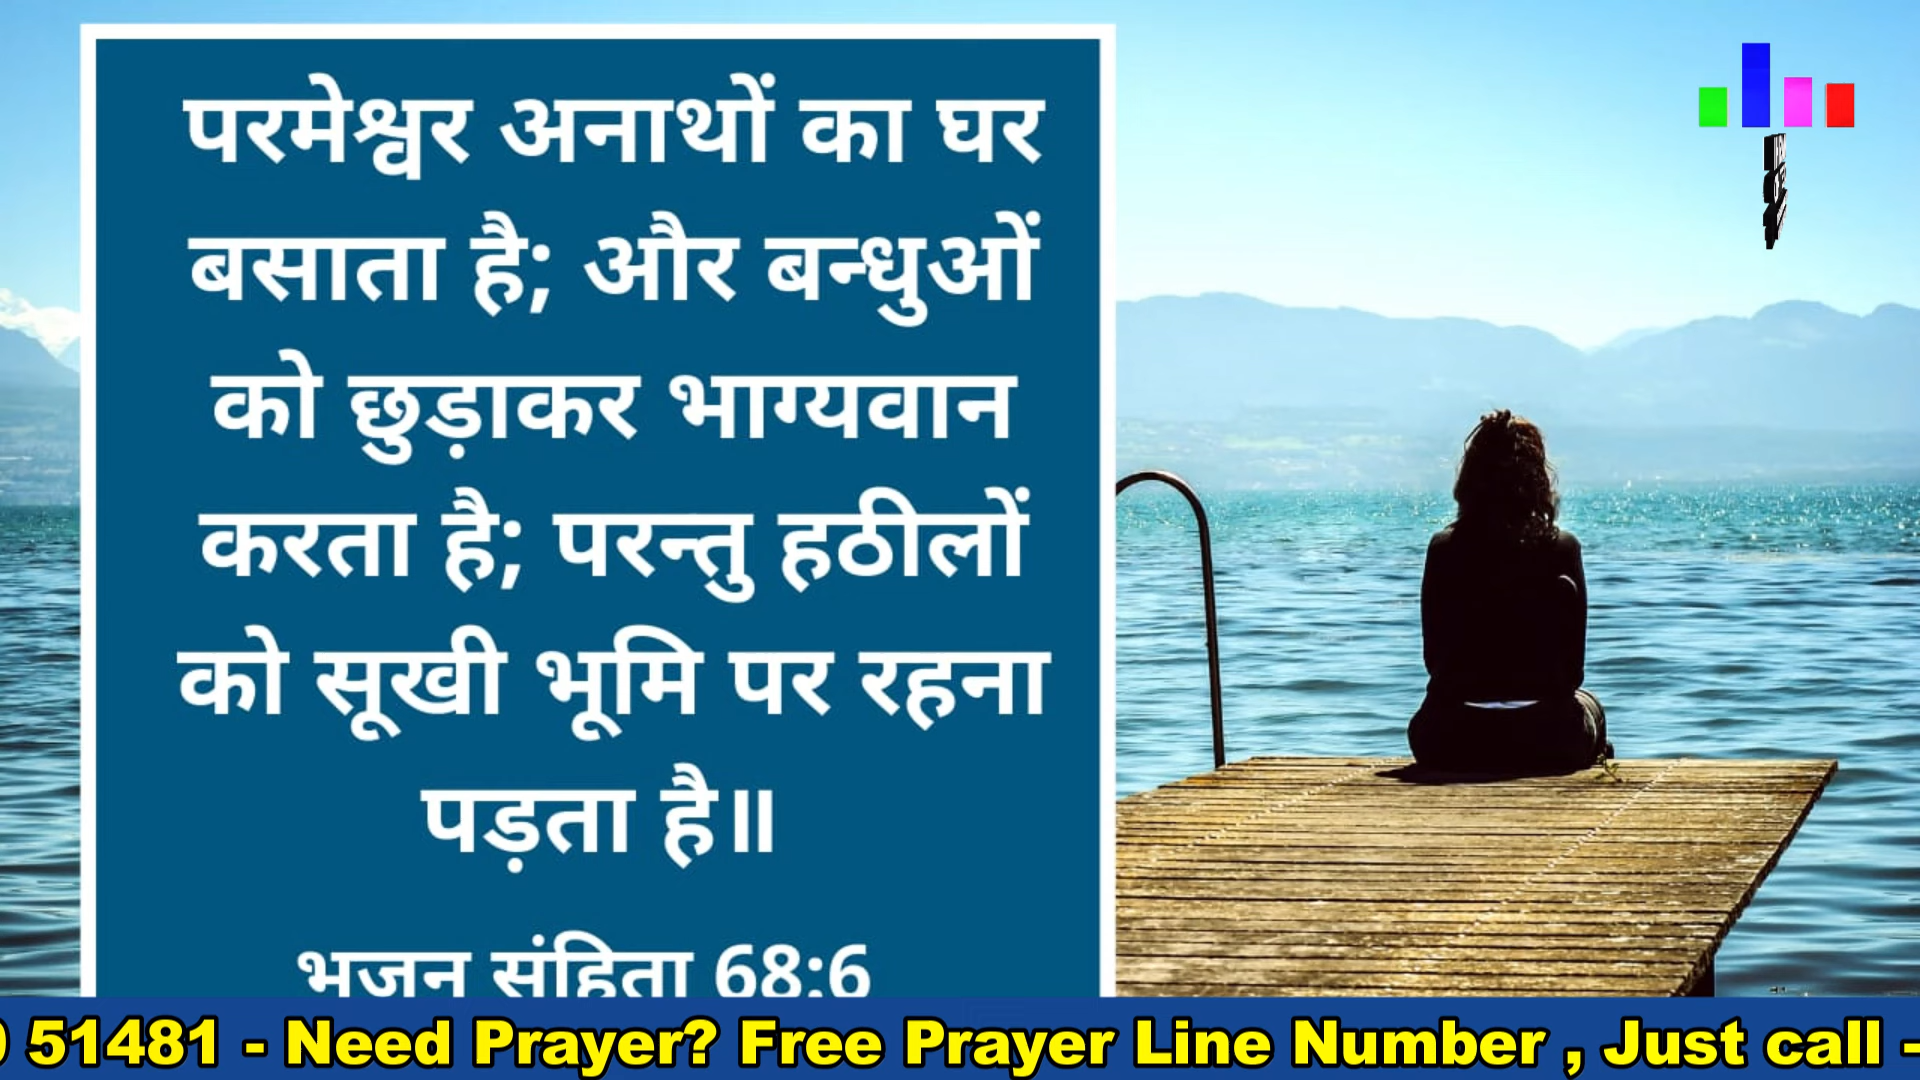 परमेश्वर अनाथों का घर
बसाता है; और बन्धुओं
को छुड़ाकर भाग्यवान
करता है; परन्तु हठीलों
को सूखी भूमि पर रहना
पड़ता है॥
भजन संहिता 68:6
51481 - Need Prayer? Free Prayer Line Number , Just call -